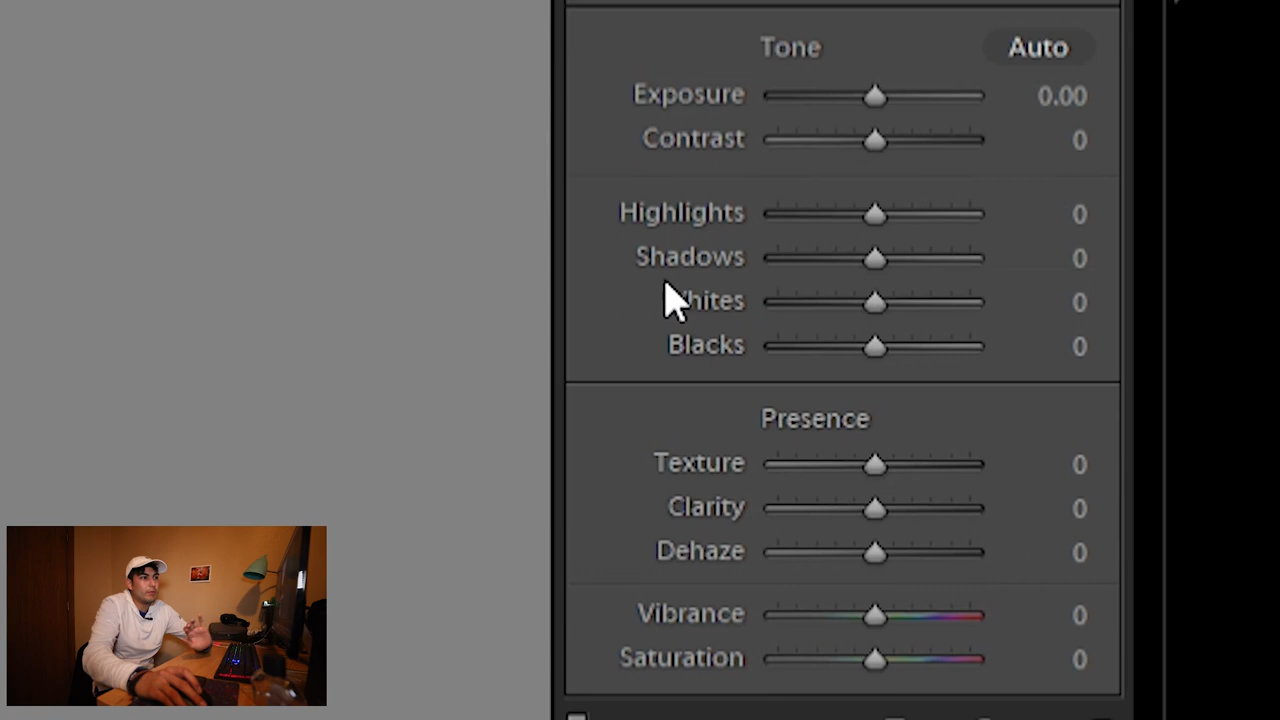 Tone Auto
Exposure 0.00
Contrast 0
Highlights 0
Shadows 0
hites 0
Blacks 0
Presence
Texture 0
Clarity 0
Dehaze 0
Vibrance 0
Saturation 0